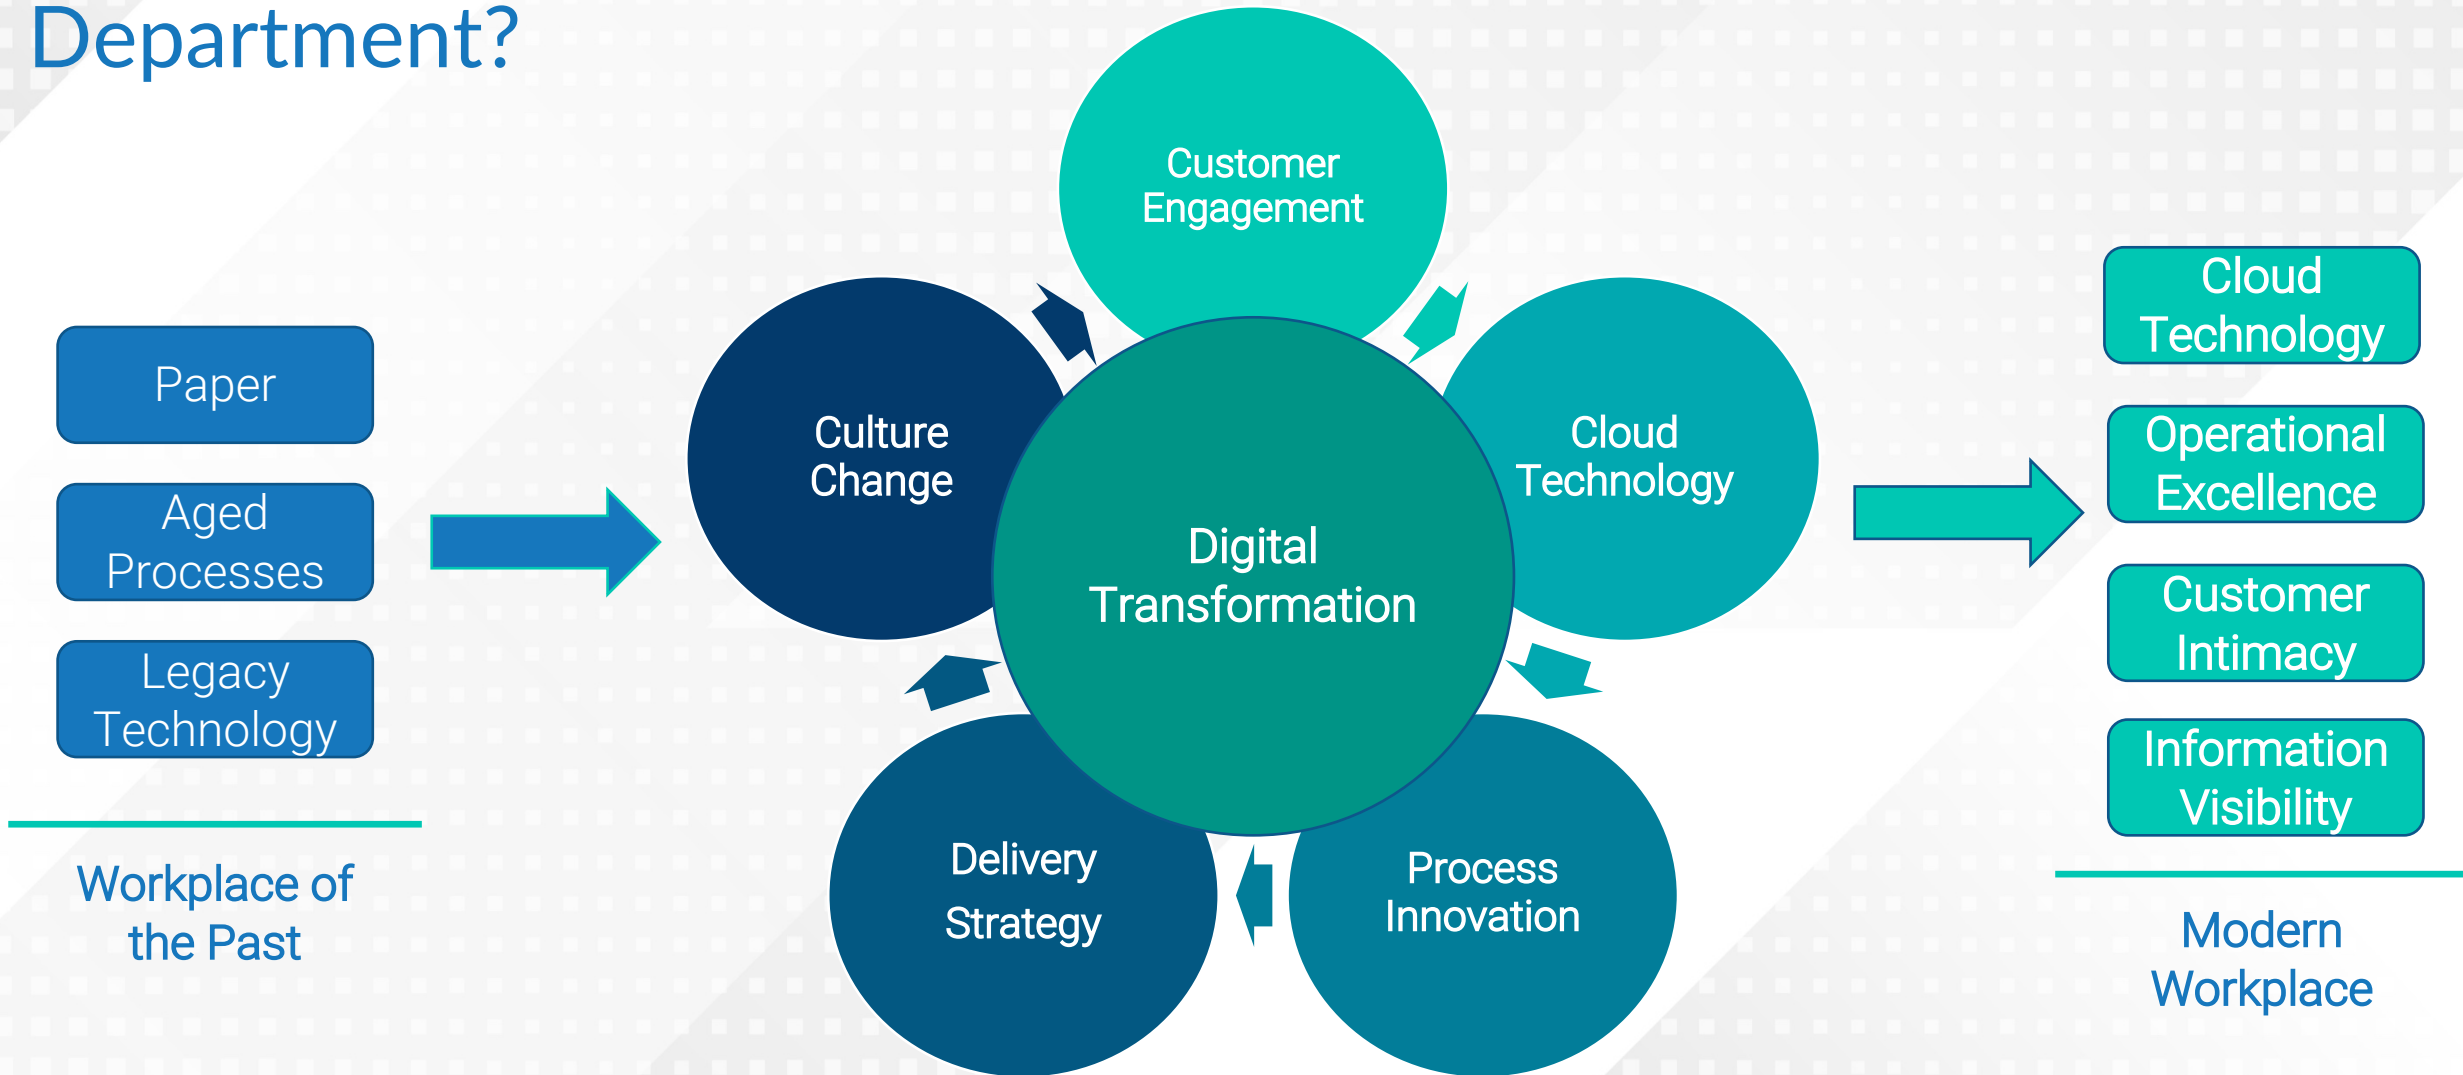 Department?
Paper
Aged
Processes
Legacy
Technology
Workplace of
the Past
Customer
Engagement
Culture
Change
Cloud
Technology
Digital
Transformation
Delivery
Strategy
Process
Innovation
Cloud
Technology
Operational
Excellence
Customer
Intimacy
Information
Visibility
Modern
Workplace